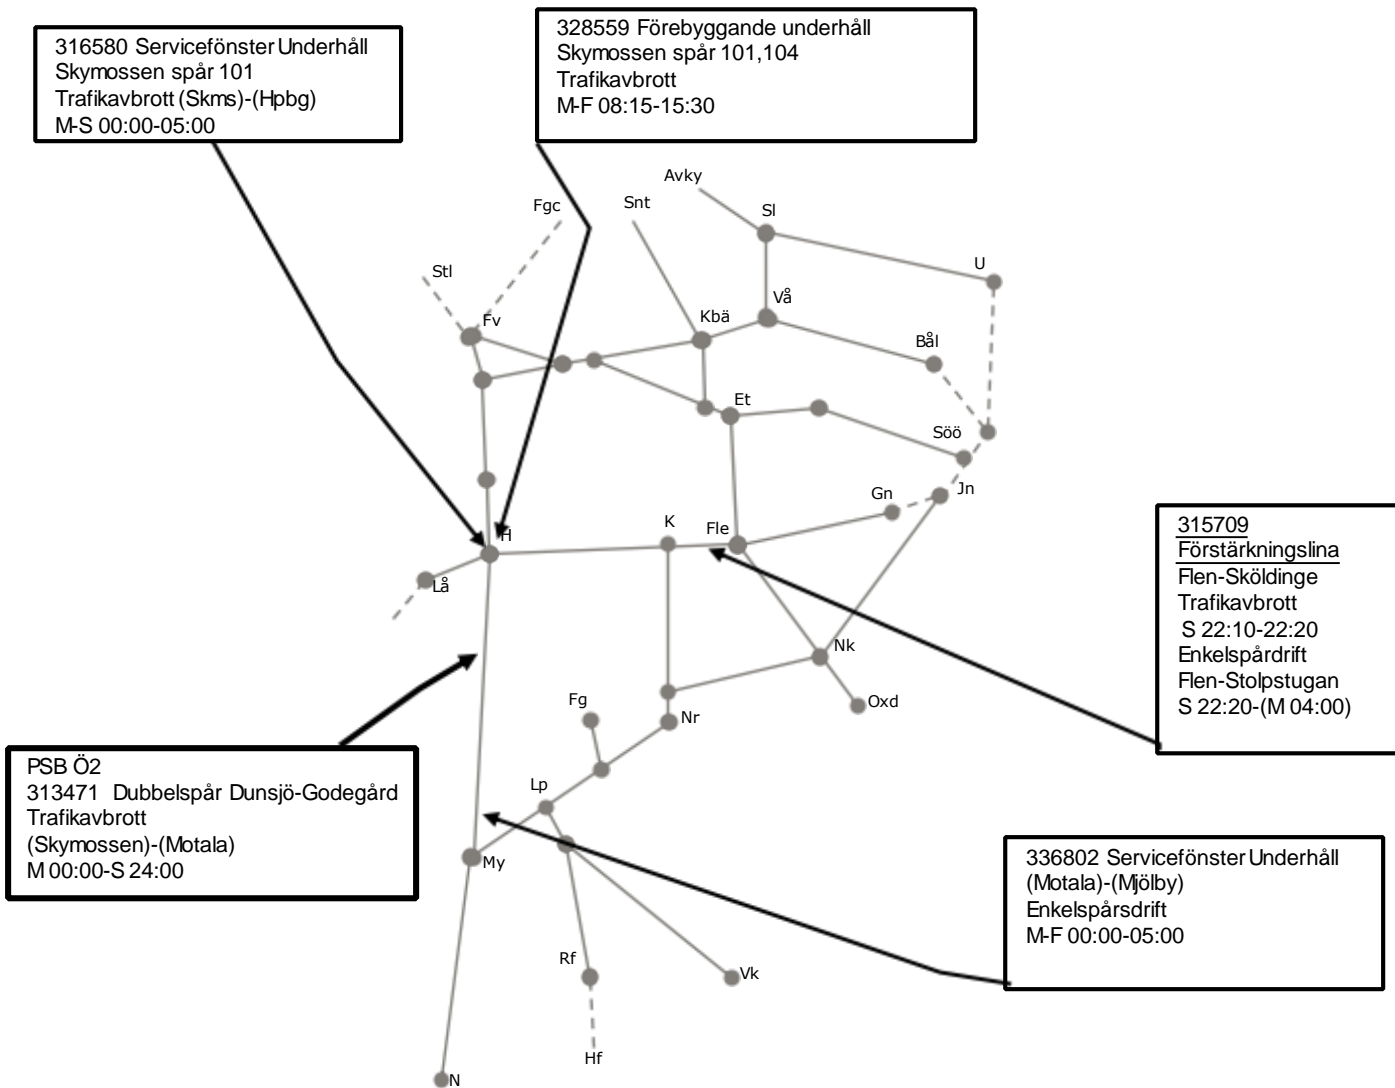 316580 Servicefönster Underhåll
Skymossen spår 101
Trafikavbrott (Skms)-(Hpbg)
M-S 00:00-05:00
328559 Förebyggande underhåll
Skymossen spår 101,104
Trafikavbrott
M-F 08:15-15:30
Avky
Snt
Fgc
Sl
Stl
U
Vå
Fv
Kbä
Bål
Et
Söö
Jn
Gn
K
Fle
H
Lå
315709
Förstärkningslina
Flen-Sköldinge
Trafikavbrott
S 22:10-22:20
Enkelspårdrift
Flen-Stolpstugan
S 22:20-(M 04:00)
Nk
Oxd
Fg
Nr
PSB Ö2
313471 Dubbelspår Dunsjö-Godegård
Trafikavbrott
(Skymossen)-(Motala)
M 00:00-S 24:00
Lp
My
336802 Servicefönster Underhåll
(Motala)-(Mjölby)
Enkelspårsdrift
M-F 00:00-05:00
Rf
Vk
Hf
N